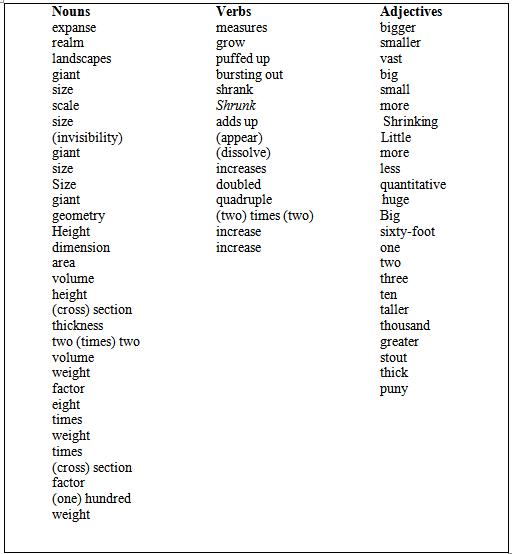 Nouns Verbs Adjectives
expanse measures bigger
realm grow smaller
landscapes puffed up vast
giant bursting out big
size shrank small
scale Shrunk more
size adds up Shrinking
(invisibility) (appear) Little
giant (dissolve) more
size increases less
Size doubled quantitative
giant quadruple huge
geometry (two) times (two) Big
Height increase sixty-foot
dimension increase one
area two
volume three
height ten
(cross) section taller
thickness thousand
two (times) two greater
volume stout
weight thick
factor puny
eight
times
weight
times
(cross) section
factor
(one) hundred
weight